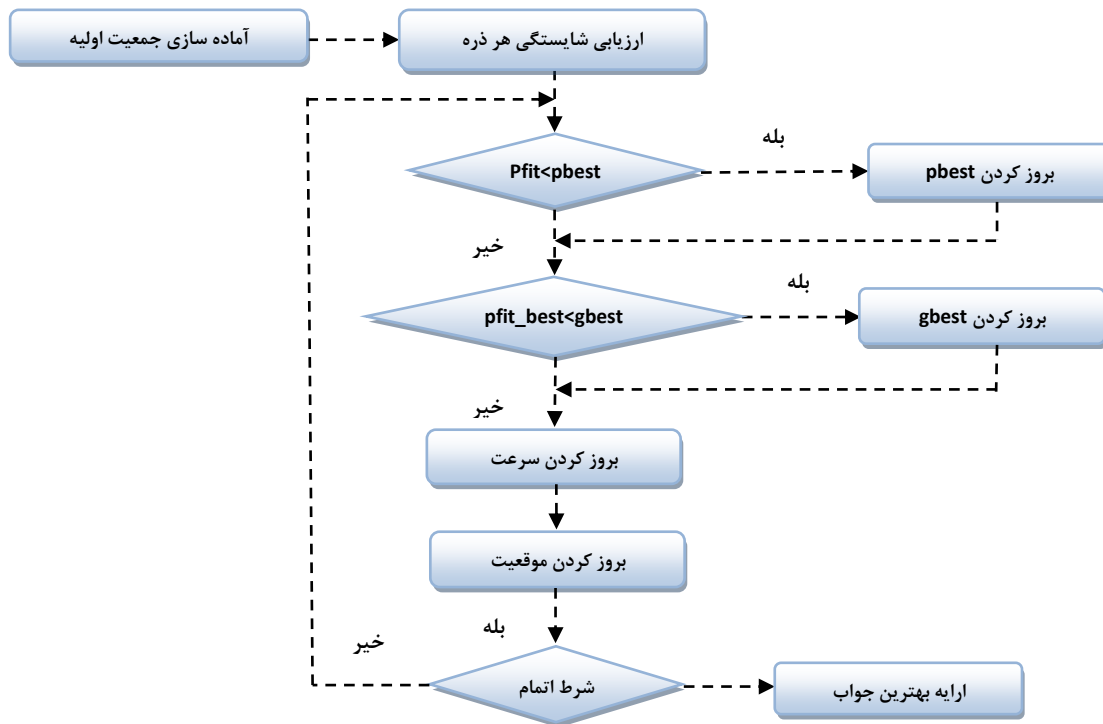 آماده سازی جمعیت اولیه
ارزیابی شایستگی هر ذره
Pfit<pbest
بله
بروز کردن pbest
خیر
pfit_best<gbest
بله
بروز کردن gbest
خیر
بروز کردن سرعت
بروز کردن موقعیت
بله
خیر
شرط اتمام
ارایه بهترین جواب